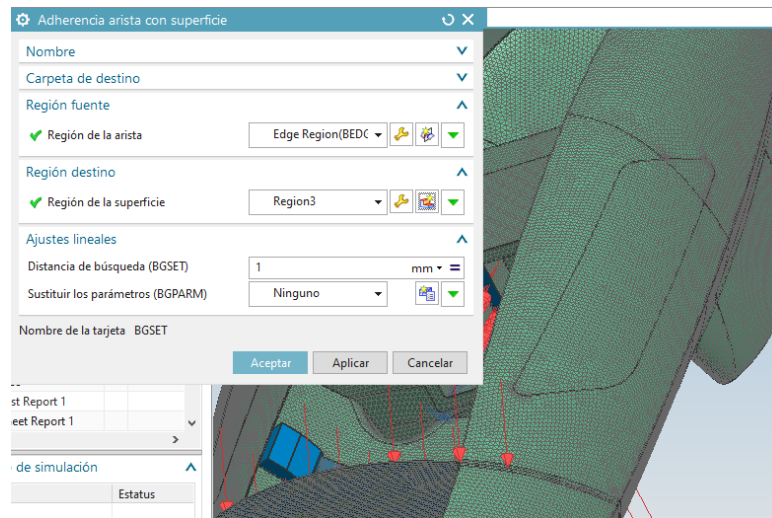 Adherencia arista con superficie
Nombre
Carpeta de destino
Región fuente
Región de la arista Edge Region(BEDG
Región destino
Región de la superficie Region3
Ajustes lineales
Distancia de búsqueda (BGSET) 1 mm
Sustituir los parámetros (BGPARM) Ninguno
Nombre de la tarjeta BGSET
Aceptar Aplicar Cancelar
st Report 1
eet Report 1
de simulación
Estatus